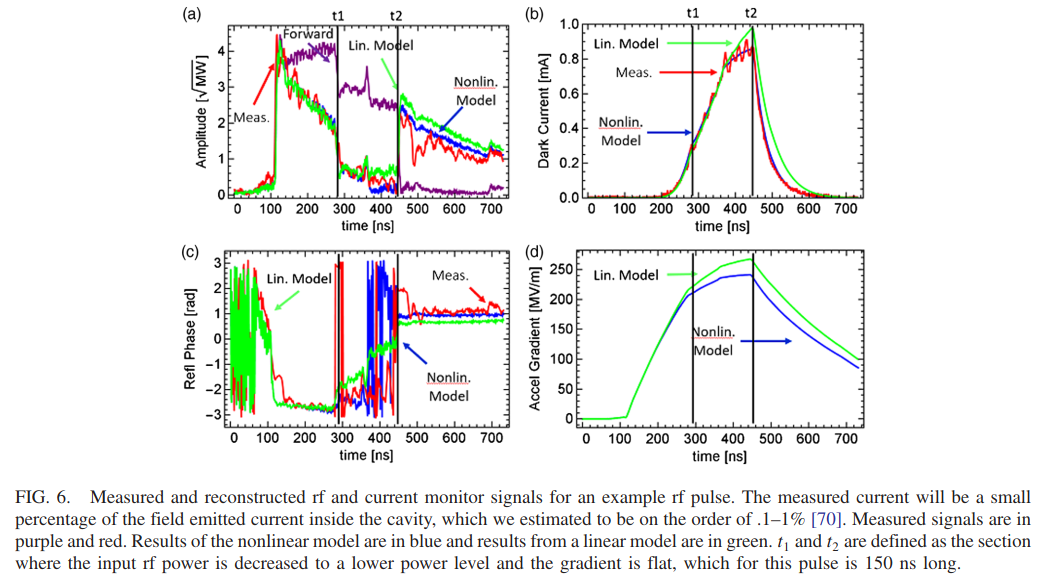 (a)
t1
t2
Forward
Lin. Model
Nonlin.
Model
Meas.
Amplitude [√MW]
4
3
2
1
0
0 100 200 300 400 500 600 700
time [ns]
(b)
t1
t2
Lin. Model
Meas.
Nonlin.
Model
Dark Current [mA]
1.0
0.8
0.6
0.4
0.2
0.0
0 100 200 300 400 500 600 700
time [ns]
(c)
Lin. Model
Meas.
Nonlin.
Model
Refl Phase [rad]
3
2
1
0
−1
−2
−3
0 100 200 300 400 500 600 700
time [ns]
(d)
Lin. Model
Nonlin.
Model
Accel Gradient [MV/m]
250
200
150
100
50
0
0 100 200 300 400 500 600 700
time [ns]
FIG. 6. Measured and reconstructed rf and current monitor signals for an example rf pulse. The measured current will be a small
percentage of the field emitted current inside the cavity, which we estimated to be on the order of .1–1% [70]. Measured signals are in
purple and red. Results of the nonlinear model are in blue and results from a linear model are in green. t1 and t2 are defined as the section
where the input rf power is decreased to a lower power level and the gradient is flat, which for this pulse is 150 ns long.